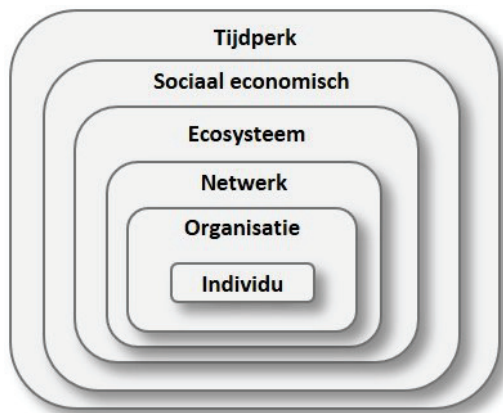 Tijdperk
Sociaal economisch
Ecosysteem
Netwerk
Organisatie
Individu